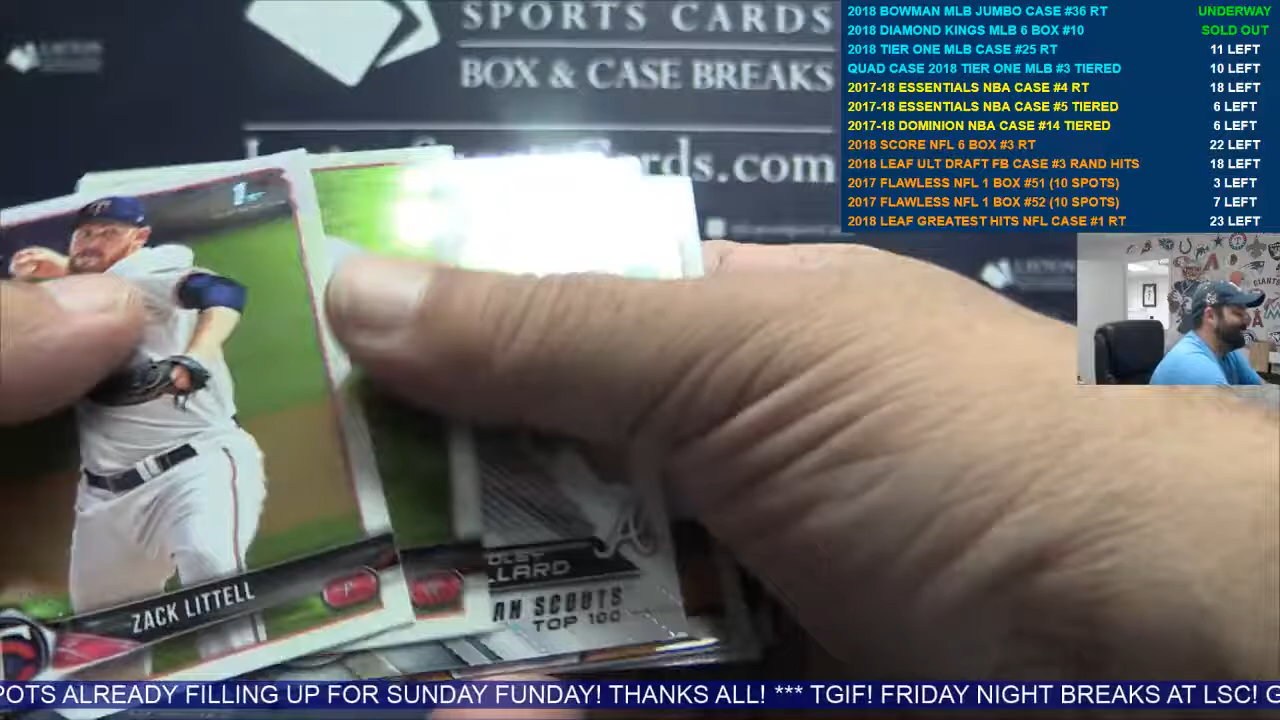 SPORTS CARDS
BOX & CASE BREAKS
ds.com
2018 BOWMAN MLB JUMBO CASE #36 RT UNDERWAY
2018 DIAMOND KINGS MLB 6 BOX #10 SOLD OUT
2018 TIER ONE MLB CASE #25 RT 11 LEFT
QUAD CASE 2018 TIER ONE MLB #3 TIERED 10 LEFT
2017-18 ESSENTIALS NBA CASE #4 RT 18 LEFT
2017-18 ESSENTIALS NBA CASE #5 TIERED 6 LEFT
2017-18 DOMINION NBA CASE #14 TIERED 6 LEFT
2018 SCORE NFL 6 BOX #3 RT 22 LEFT
2018 LEAF ULT DRAFT FB CASE #3 RAND HITS 18 LEFT
2017 FLAWLESS NFL 1 BOX #51 (10 SPOTS) 3 LEFT
2017 FLAWLESS NFL 1 BOX #52 (10 SPOTS) 7 LEFT
2018 LEAF GREATEST HITS NFL CASE #1 RT 23 LEFT
1st
ZACK LITTELL
P
A
LLARD
AN SCOUTS
TOP 100
POTS ALREADY FILLING UP FOR SUNDAY FUNDAY! THANKS ALL! *** TGIF! FRIDAY NIGHT BREAKS AT LSC! G